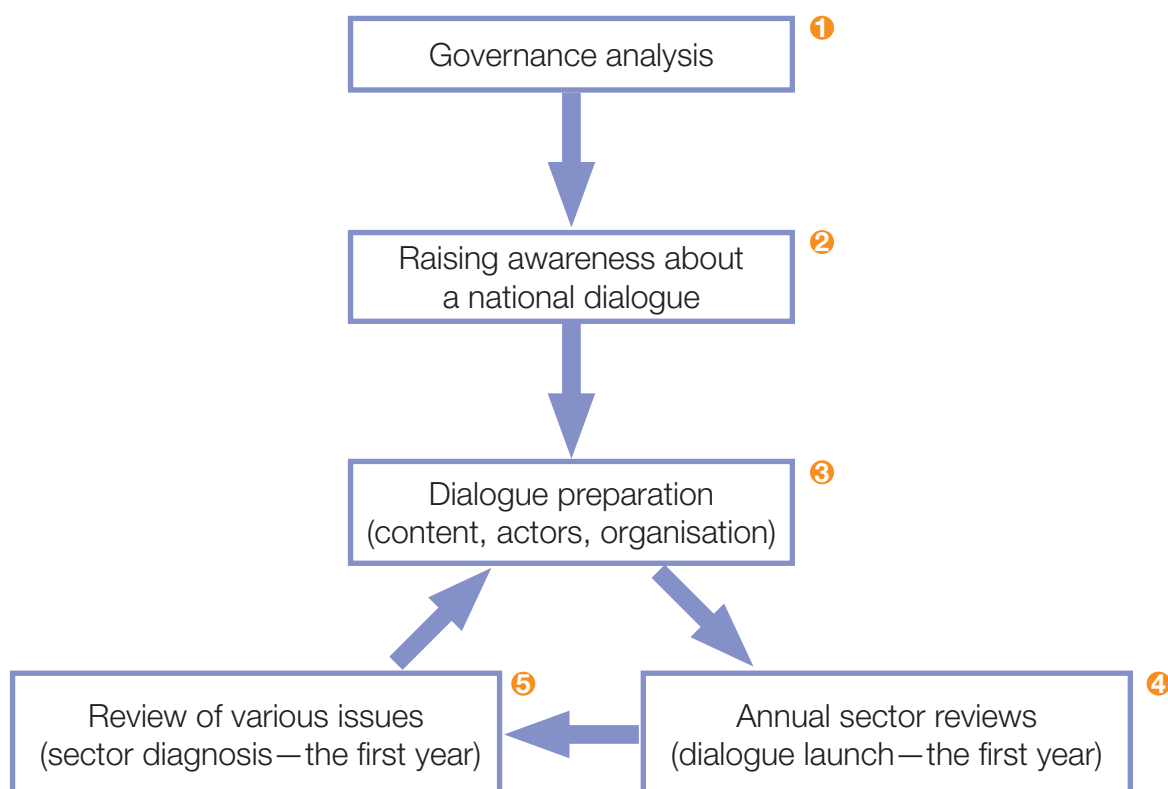 1
Governance analysis
2
Raising awareness about
a national dialogue
3
Dialogue preparation
(content, actors, organisation)
5
Review of various issues
(sector diagnosis—the first year)
4
Annual sector reviews
(dialogue launch—the first year)